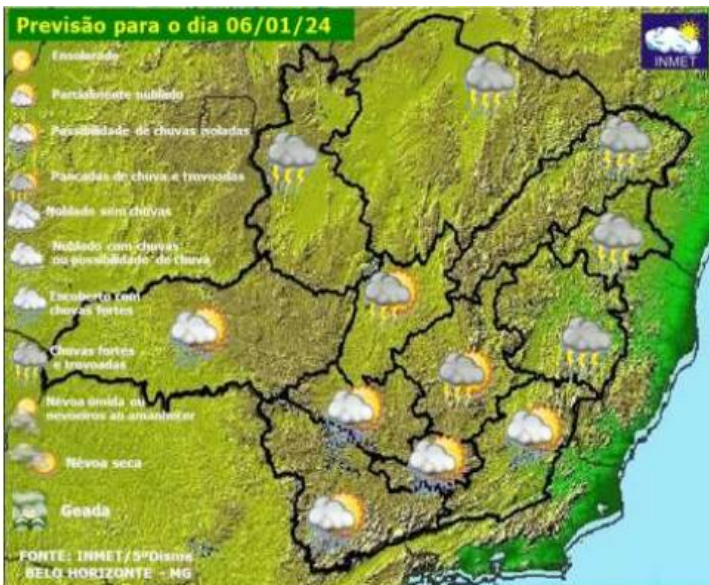 Previsão para o dia 06/01/24
INMET
Ensolarado
Parcialmente nublado
Possibilidade de chuvas isoladas
Pancadas de chuva e trovoadas
Nublado sem chuvas
Nublado com chuvas
ou possibilidade de chuva
Encoberto com
chuvas fortes
Chuvas fortes
e trovoadas
Névoa úmida ou
nevoeiros ao amanhecer
Névoa seca
Geada
FONTE: INMET/5ºDisme
BELO HORIZONTE - MG